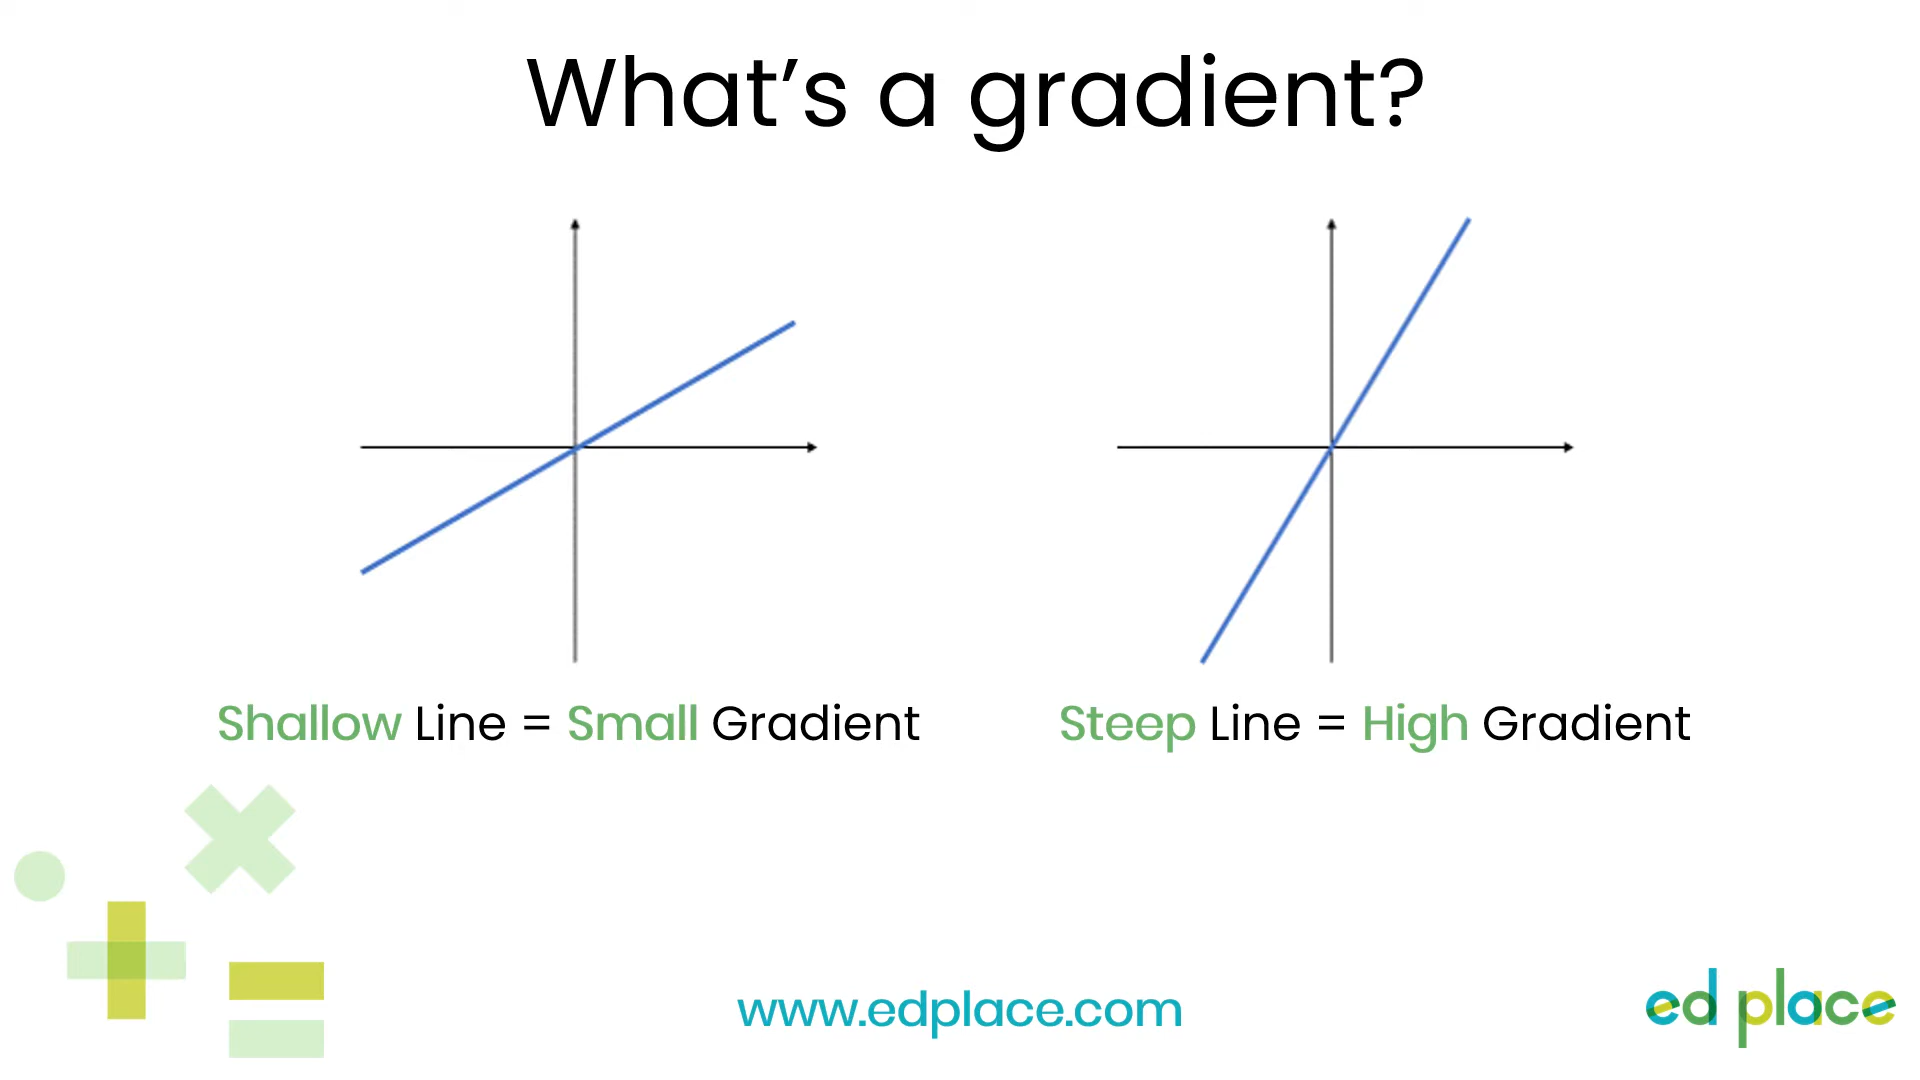 What’s a gradient?
Shallow Line = Small Gradient
Steep Line = High Gradient
www.edplace.com
ed place